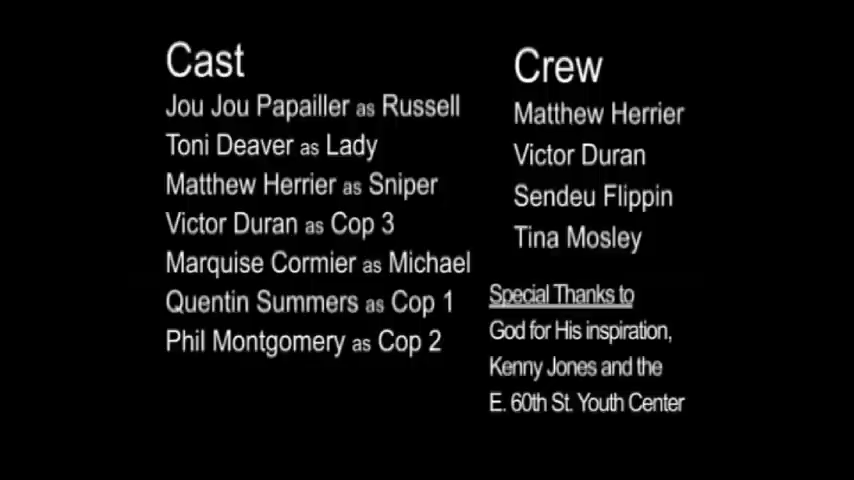 Cast
Jou Jou Papailler as Russell
Toni Deaver as Lady
Matthew Herrier as Sniper
Victor Duran as Cop 3
Marquise Cormier as Michael
Quentin Summers as Cop 1
Phil Montgomery as Cop 2
Crew
Matthew Herrier
Victor Duran
Sendeu Flippin
Tina Mosley
Special Thanks to
God for His inspiration,
Kenny Jones and the
E. 60th St. Youth Center